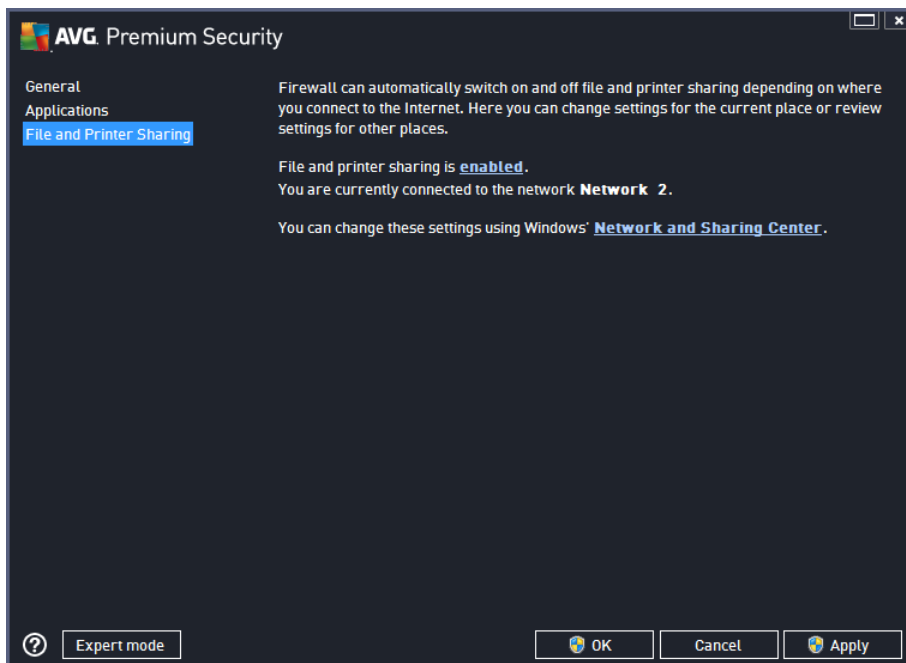 AVG. Premium Security
General
Applications
File and Printer Sharing
Firewall can automatically switch on and off file and printer sharing depending on where
you connect to the Internet. Here you can change settings for the current place or review
settings for other places.
File and printer sharing is enabled.
You are currently connected to the network Network 2.
You can change these settings using Windows' Network and Sharing Center.
Expert mode
OK
Cancel
Apply